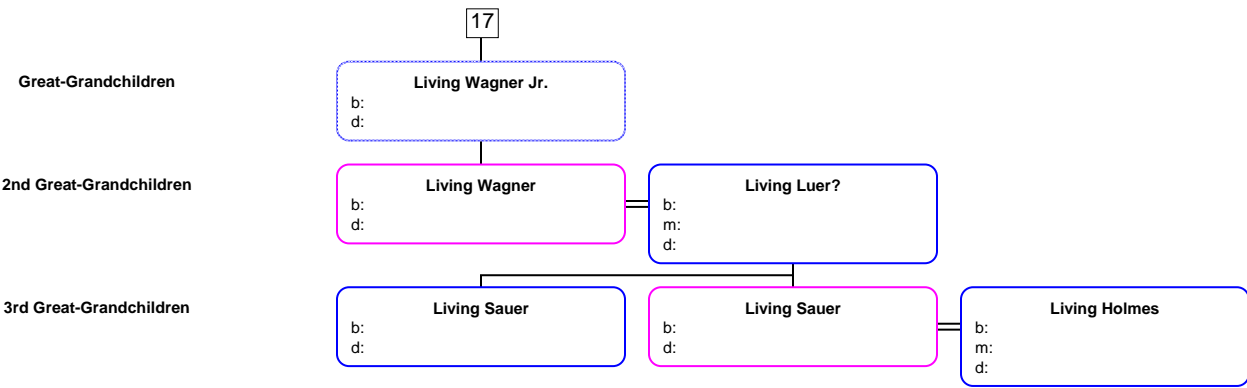 17
Great-Grandchildren
Living Wagner Jr.
b:
d:
2nd Great-Grandchildren
Living Wagner
b:
d:
Living Luer?
b:
m:
d:
3rd Great-Grandchildren
Living Sauer
b:
d:
Living Sauer
b:
d:
Living Holmes
b:
m:
d: